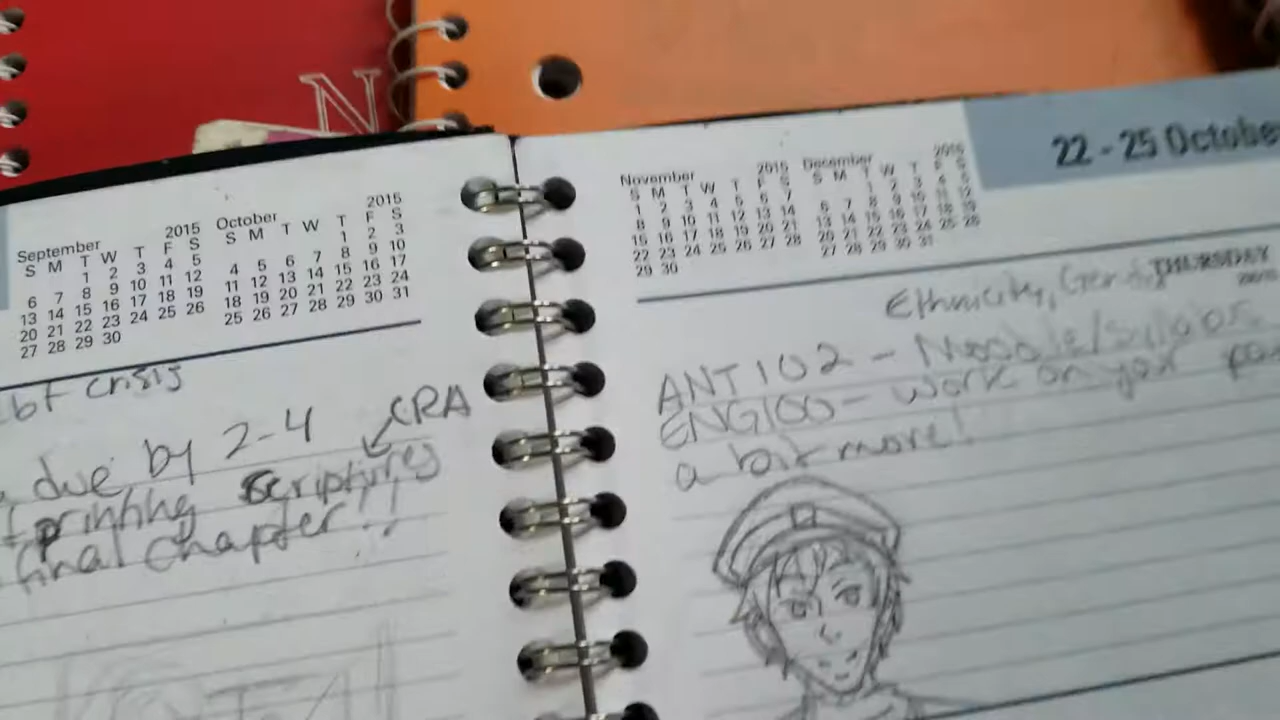 N
September 2015
S M T W T F S
1 2 3 4 5
6 7 8 9 10 11 12
13 14 15 16 17 18 19
20 21 22 23 24 25 26
27 28 29 30
October 2015
S M T W T F S
1 2 3
4 5 6 7 8 9 10
11 12 13 14 15 16 17
18 19 20 21 22 23 24
25 26 27 28 29 30 31
crisis
due by 2-4 CRA
printing scriptures
final chapter!!
November 2015
S M T W T F S
1 2 3 4 5 6 7
8 9 10 11 12 13 14
15 16 17 18 19 20 21
22 23 24 25 26 27 28
29 30
December
S M T W T F S
1 2 3 4 5
6 7 8 9 10 11 12
13 14 15 16 17 18 19
20 21 22 23 24 25 26
27 28 29 30 31
22 - 25 October
THURSDAY
Ethnicity,
ANT102 -
ENG100 - work on your
a bit more!